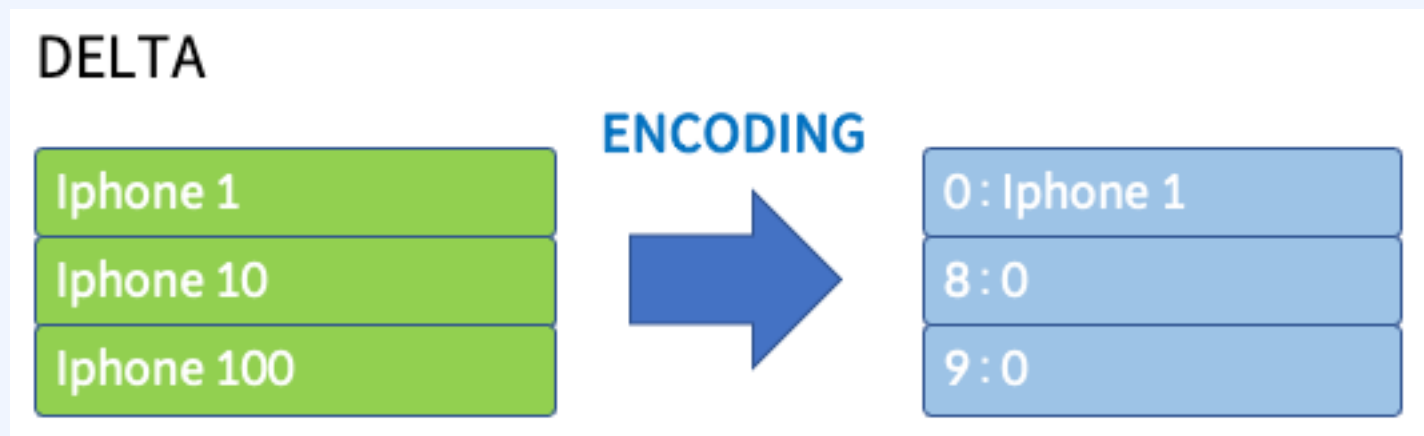 DELTA
ENCODING
Iphone 1
Iphone 10
Iphone 100
0 : Iphone 1
8 : 0
9 : 0